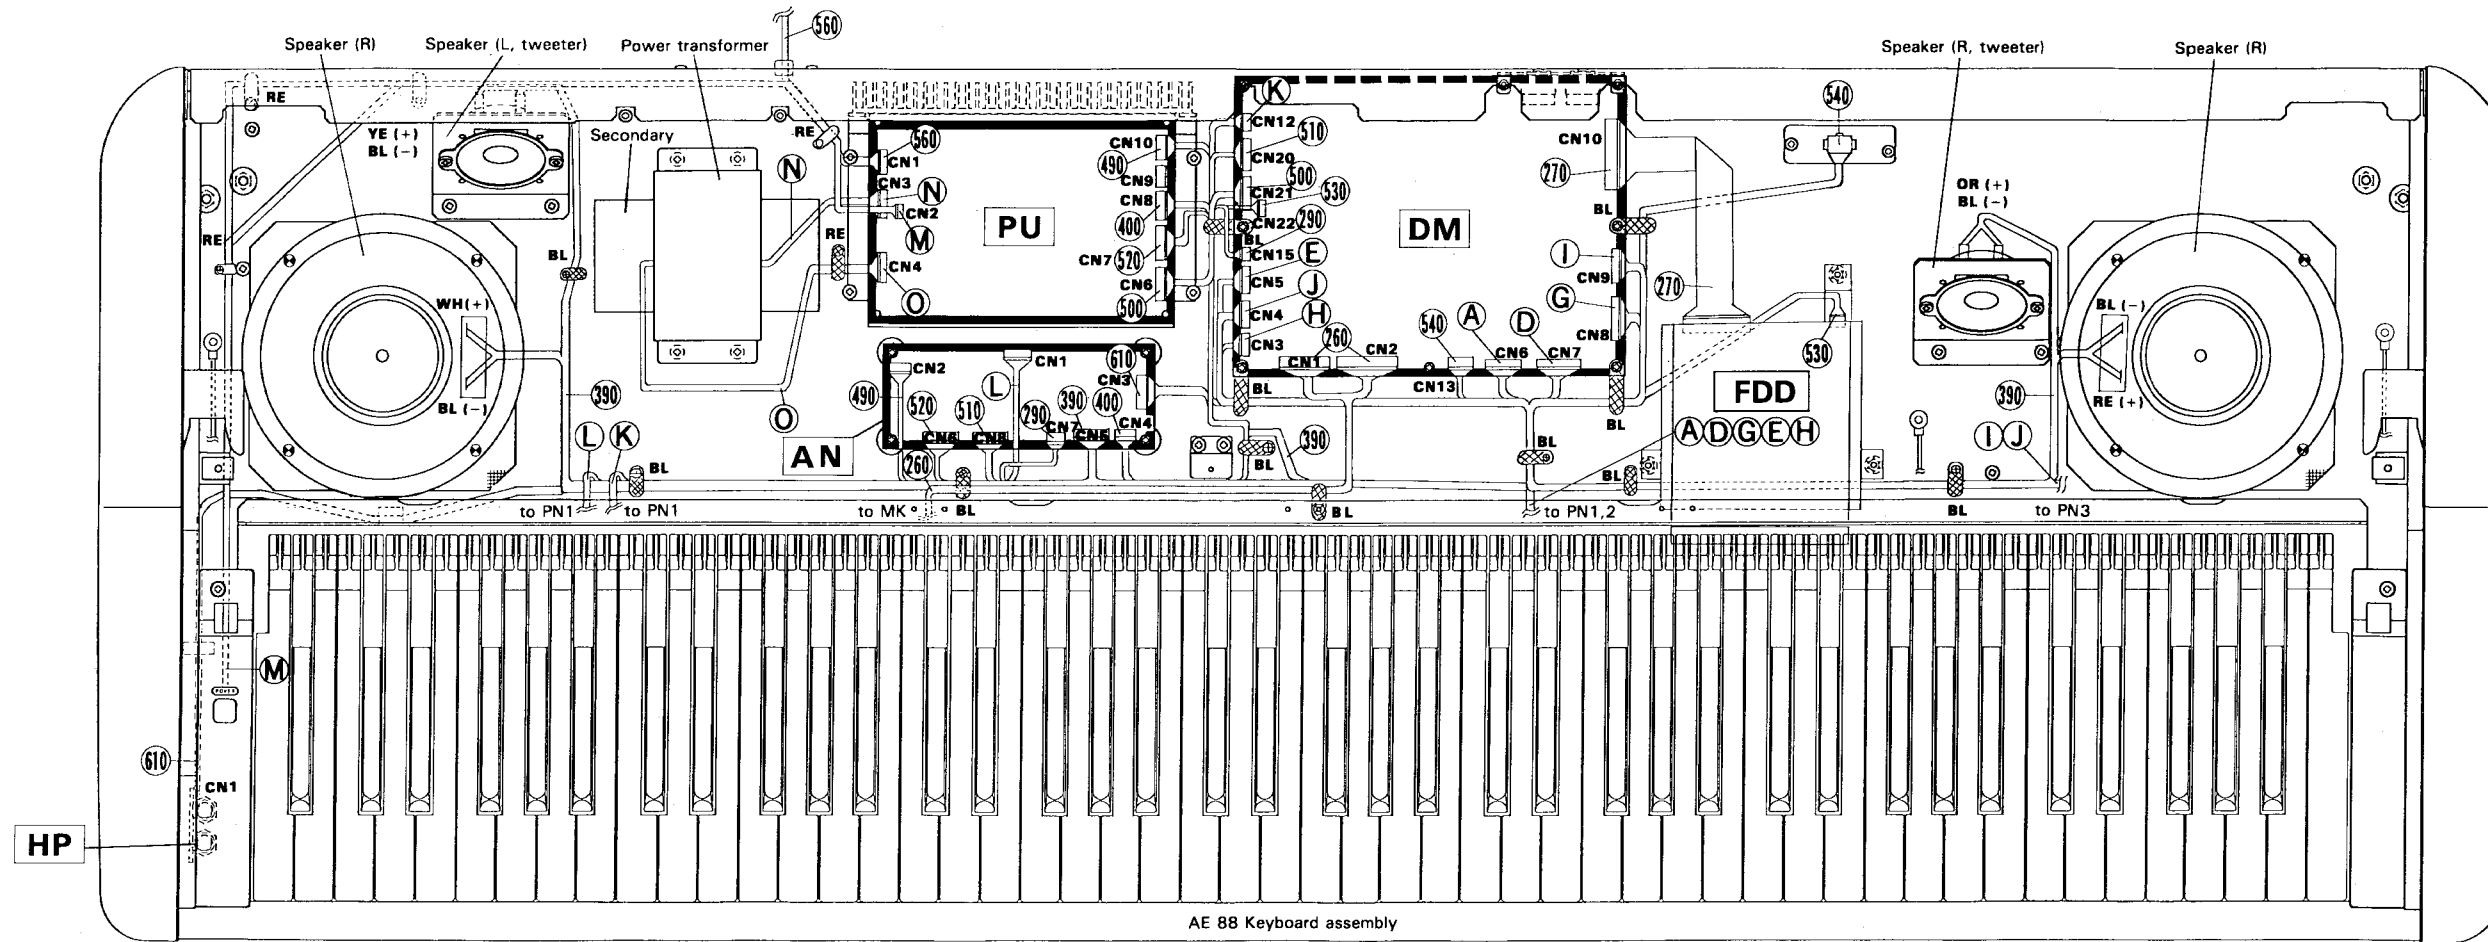 560
Speaker (R)
Speaker (L, tweeter)
Power transformer
Speaker (R, tweeter)
Speaker (R)
RE
YE (+)
BL (−)
Secondary
N
RE
CN1
560
CN3
N
CN2
M
RE
CN4
O
PU
CN10
490
CN9
CN8
400
CN7
520
CN6
500
K
CN12
510
CN20
500
CN21
530
CN22
290
BL
CN15
E
CN5
J
CN4
H
CN3
DM
CN10
270
BL
I
CN9
G
CN8
540
270
530
OR (+)
BL (−)
BL (−)
RE (+)
390
I J
RE
BL
WH(+)
BL (−)
390
O
L
K
BL
CN2
CN1
L
490
520
CN6
510
CN8
290
CN7
390
CN5
400
CN4
610
CN3
AN
260
BL
390
BL
260
CN1
CN2
540
CN13
A
CN6
D
CN7
BL
BL
BL
FDD
A D G E H
BL
to PN1
to PN1
to MK
BL
BL
to PN1,2
BL
to PN3
M
POWER
610
CN1
HP
AE 88 Keyboard assembly